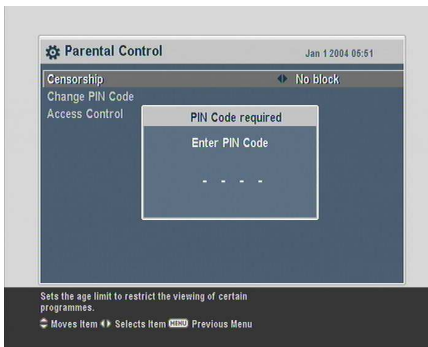 Parental Control
Jan 1 2004 05:51
Censorship No block
Change PIN Code
Access Control
PIN Code required
Enter PIN Code
- - - -
Sets the age limit to restrict the viewing of certain
programmes.
Moves Item Selects Item MENU Previous Menu